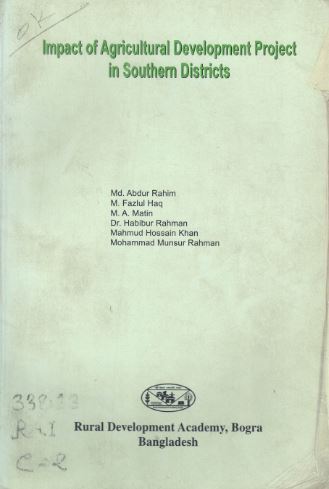 OK
Impact of Agricultural Development Project
in Southern Districts
Md. Abdur Rahim
M. Fazlul Haq
M. A. Matin
Dr. Habibur Rahman
Mahmud Hossain Khan
Mohammad Munsur Rahman
Rural Development Academy, Bogra
Bangladesh